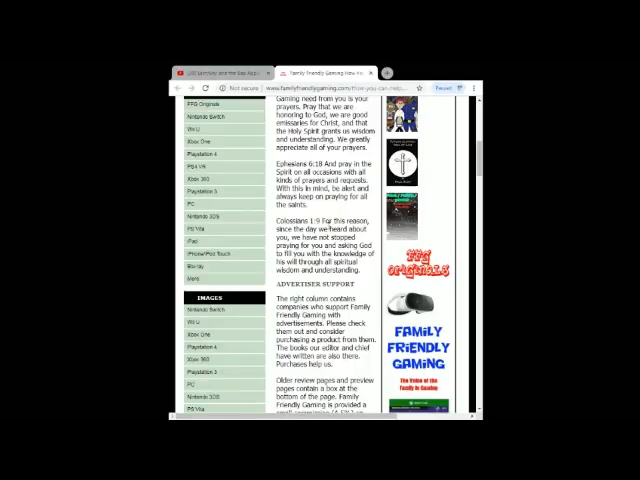 Family Friendly Gaming How
Not secure
www.familyfriendlygaming.com/
Paused
FFG Originals
Nintendo Switch
Wii U
Xbox One
Playstation 4
PS4 VR
Xbox 360
Playstation 3
PC
Nintendo 3DS
PS Vita
iPad
iPhone/iPod Touch
Blu-ray
More
IMAGES
Nintendo Switch
Wii U
Xbox One
Playstation 4
Xbox 360
Playstation 3
PC
Nintendo 3DS
PS Vita
Gaming need from you is your
prayers. Pray that we are
honoring to God, we are good
emissaries for Christ, and that
the Holy Spirit grants us wisdom
and understanding. We greatly
appreciate all of your prayers.
Ephesians 6:18 And pray in the
Spirit on all occasions with all
kinds of prayers and requests.
With this in mind, be alert and
always keep on praying for all
the saints.
Colossians 1:9 For this reason,
since the day we heard about
you, we have not stopped
praying for you and asking God
to fill you with the knowledge of
his will through all spiritual
wisdom and understanding.
ADVERTISER SUPPORT
The right column contains
companies who support Family
Friendly Gaming with
advertisements. Please check
them out and consider
purchasing a product from them.
The books our editor and chief
have written are also there.
Purchases help us.
Older review pages and preview
pages contain a box at the
bottom of the page. Family
Friendly Gaming is provided a
FFG
ORIGINALS
FAMILY
FRIENDLY
GAMING
The Voice of the
Family in Gaming